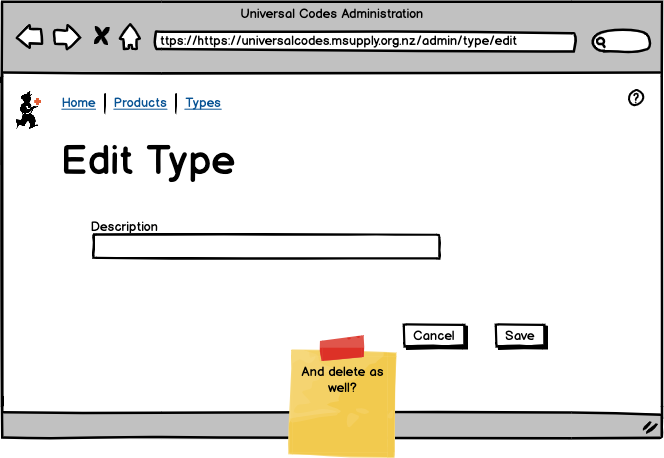 Universal Codes Administration
ttps://https://universalcodes.msupply.org.nz/admin/type/edit
Home | Products | Types
?
Edit Type
Description
Cancel
Save
And delete as
well?